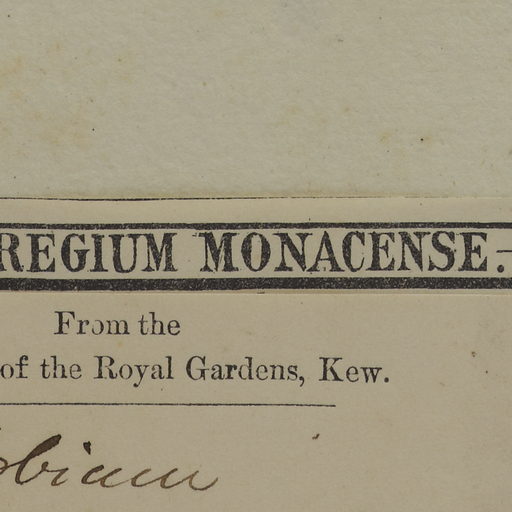 REGIUM MONACENSE.—
From the
of the Royal Gardens, Kew.